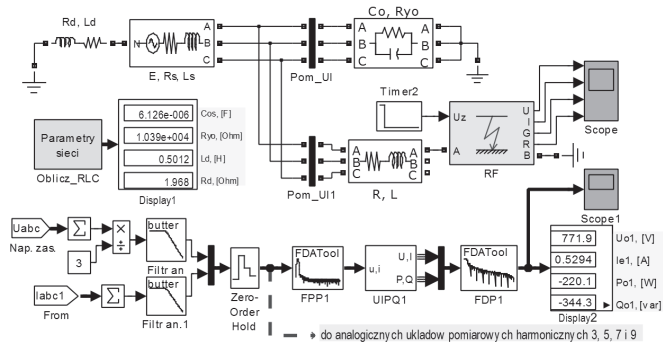 Rd, Ld
N
A
B
C
E, Rs, Ls
Pom_UI
Co, Ryo
A A
B B
C C
Parametry sieci
Oblicz_RLC
6.126e-006 Cos, [F]
1.039e+004 Ryo, [Ohm]
0.5012 Ld, [H]
1.968 Rd, [Ohm]
Display1
Pom_UI1
A A
B B
C C
R, L
Timer2
Uz
A
U
I
G
R
B
RF
Scope
Scope1
Uabc
Nap. zas.
Σ
3
×
÷
butter
Filtr an
Iabc1
From
Σ
butter
Filtr an.1
Zero-
Order
Hold
FDATool
FPP1
u,i
U,I
P,Q
UIPQ1
FDATool
FDP1
771.9 Uo1, [V]
0.5294 Ie1, [A]
-220.1 Po1, [W]
-344.3 Qo1, [var]
Display2
do analogicznych ukladow pomiarowych harmonicznych 3, 5, 7 i 9